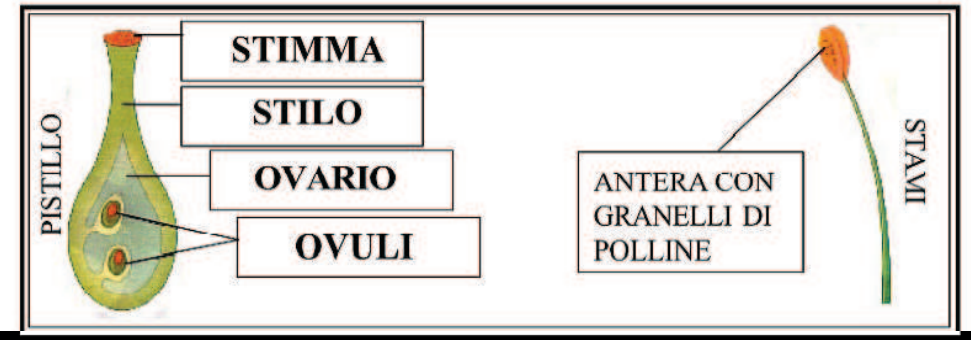 PISTILLO
STIMMA
STILO
OVARIO
OVULI
ANTERA CON
GRANELLI DI
POLLINE
STAMI